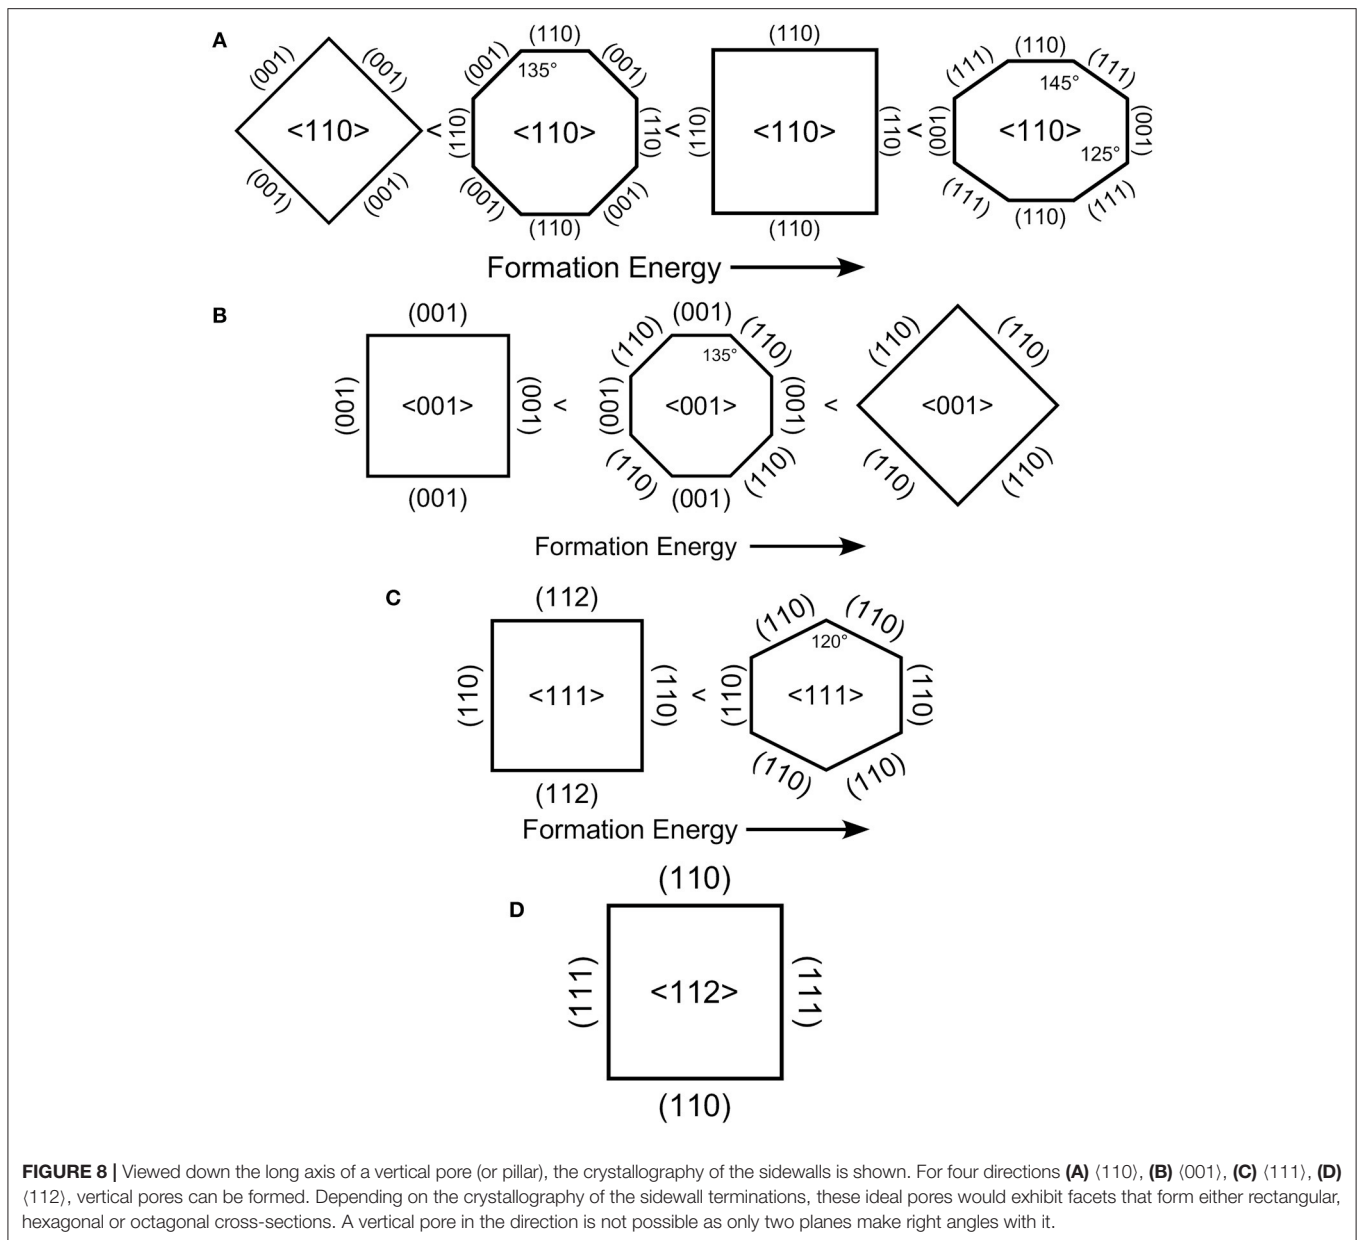 A
(001) (001) (001) (110) (001) (110) (111) (110) (111)
135° 145°
<110> < (110) <110> (110) < (110) <110> (110) < (001) <110> (001)
125°
(001) (001) (001) (110) (001) (110) (111) (110) (111)
Formation Energy
B
(001) (110) (001) (110) (110) (110)
135°
(001) <001> (001) < (001) <001> (001) < <001>
(001) (110) (001) (110) (110) (110)
Formation Energy
C
(112) (110) (110)
120°
(110) <111> (110) < (110) <111> (110)
(112) (110) (110)
Formation Energy
D
(110)
(111) <112> (111)
(110)
FIGURE 8 | Viewed down the long axis of a vertical pore (or pillar), the crystallography of the sidewalls is shown. For four directions (A) ⟨110⟩, (B) ⟨001⟩, (C) ⟨111⟩, (D)
⟨112⟩, vertical pores can be formed. Depending on the crystallography of the sidewall terminations, these ideal pores would exhibit facets that form either rectangular,
hexagonal or octagonal cross-sections. A vertical pore in the direction is not possible as only two planes make right angles with it.